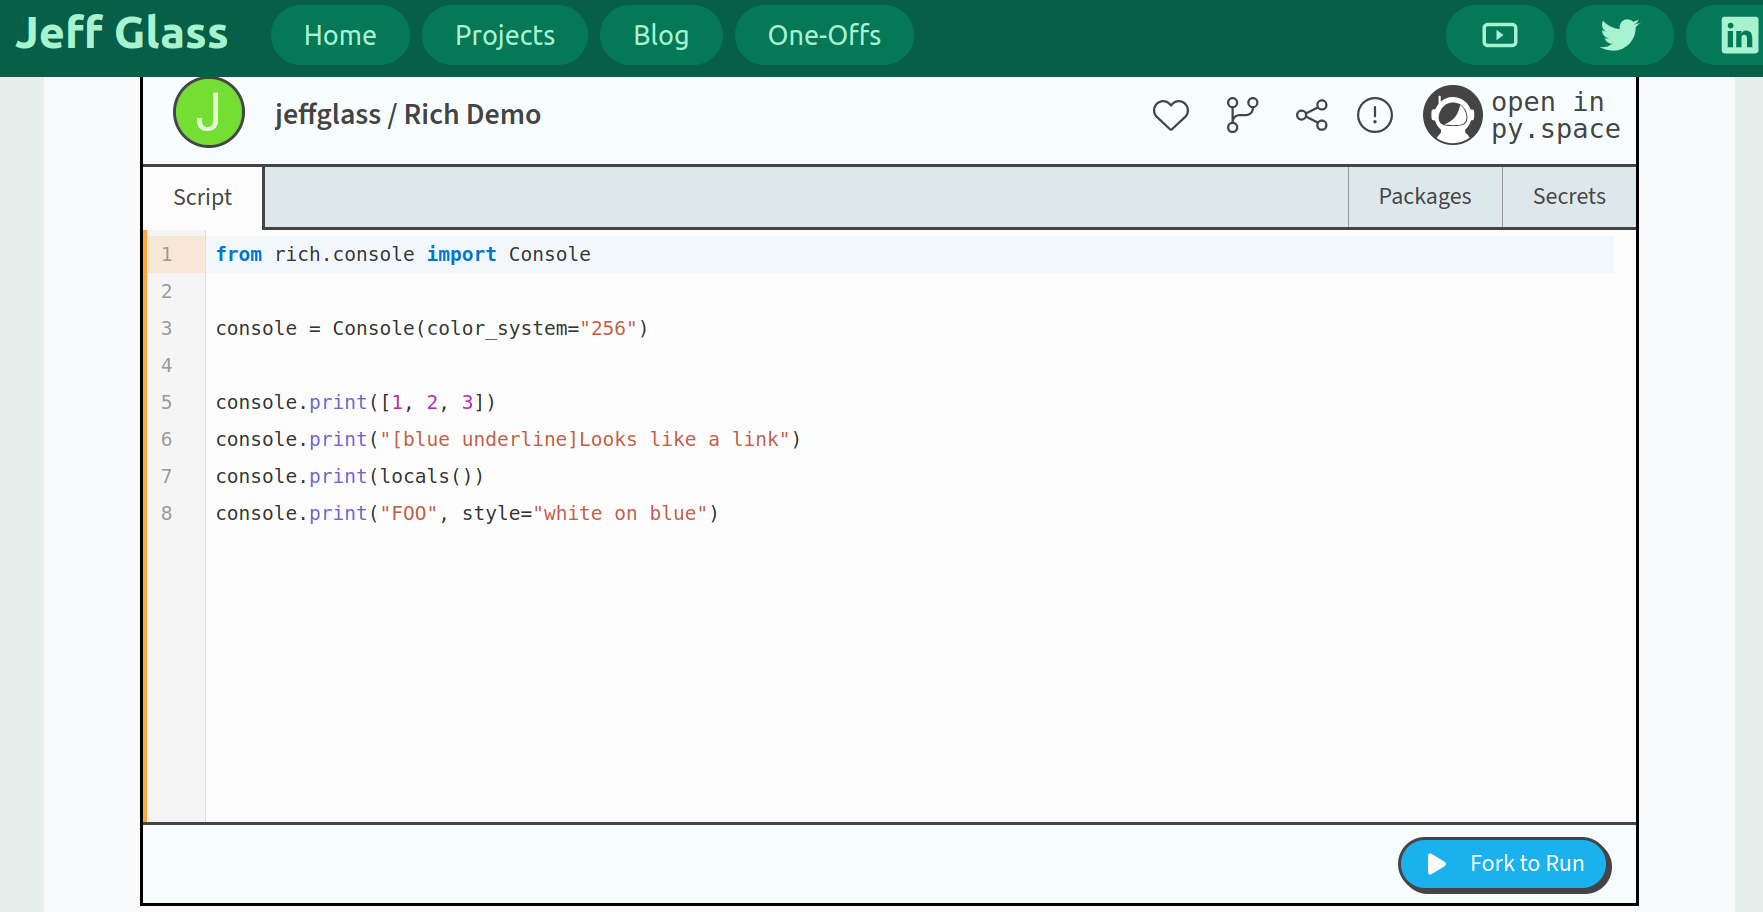 Jeff Glass Home Projects Blog One-Offs
J jeffglass / Rich Demo open in
py.space
Script Packages Secrets
1 from rich.console import Console
2
3 console = Console(color_system="256")
4
5 console.print([1, 2, 3])
6 console.print("[blue underline]Looks like a link")
7 console.print(locals())
8 console.print("FOO", style="white on blue")
Fork to Run